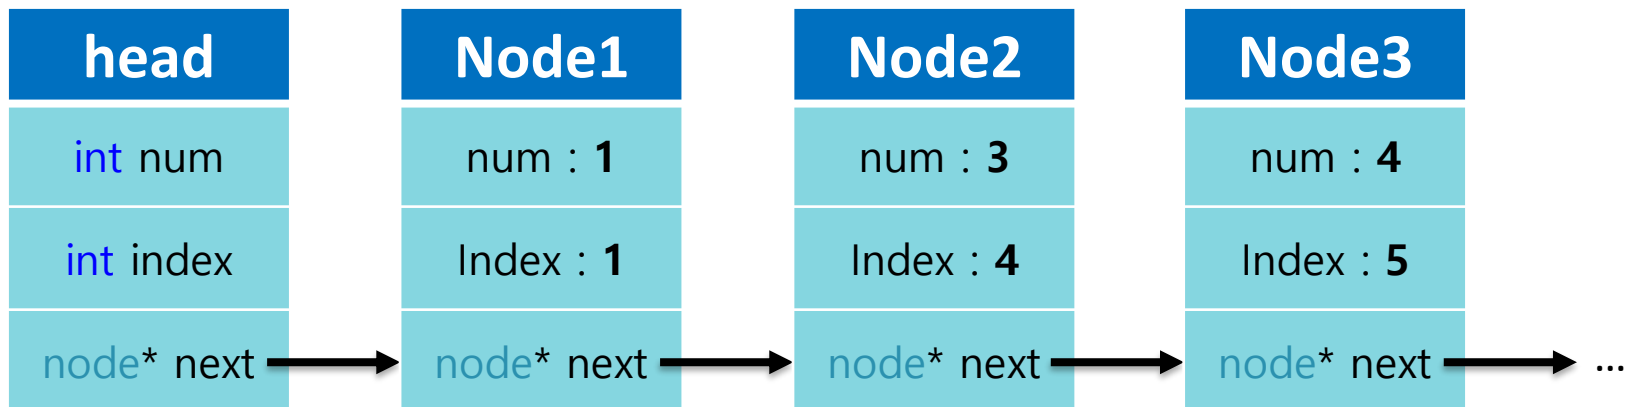 head Node1 Node2 Node3
int num num : 1 num : 3 num : 4
int index Index : 1 Index : 4 Index : 5
node* next node* next node* next node* next ...